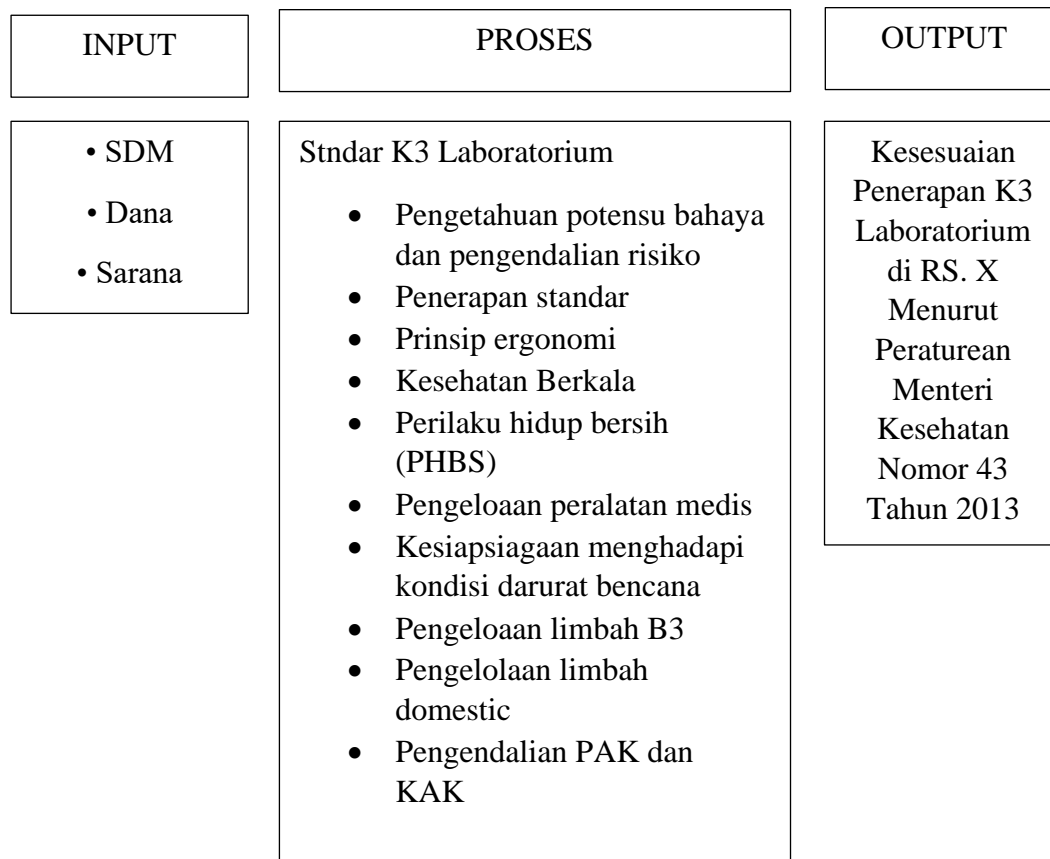 INPUT
PROSES
OUTPUT
• SDM
• Dana
• Sarana
Stndar K3 Laboratorium
• Pengetahuan potensu bahaya
dan pengendalian risiko
• Penerapan standar
• Prinsip ergonomi
• Kesehatan Berkala
• Perilaku hidup bersih
(PHBS)
• Pengeloaan peralatan medis
• Kesiapsiagaan menghadapi
kondisi darurat bencana
• Pengeloaan limbah B3
• Pengelolaan limbah
domestic
• Pengendalian PAK dan
KAK
Kesesuaian
Penerapan K3
Laboratorium
di RS. X
Menurut
Peraturean
Menteri
Kesehatan
Nomor 43
Tahun 2013